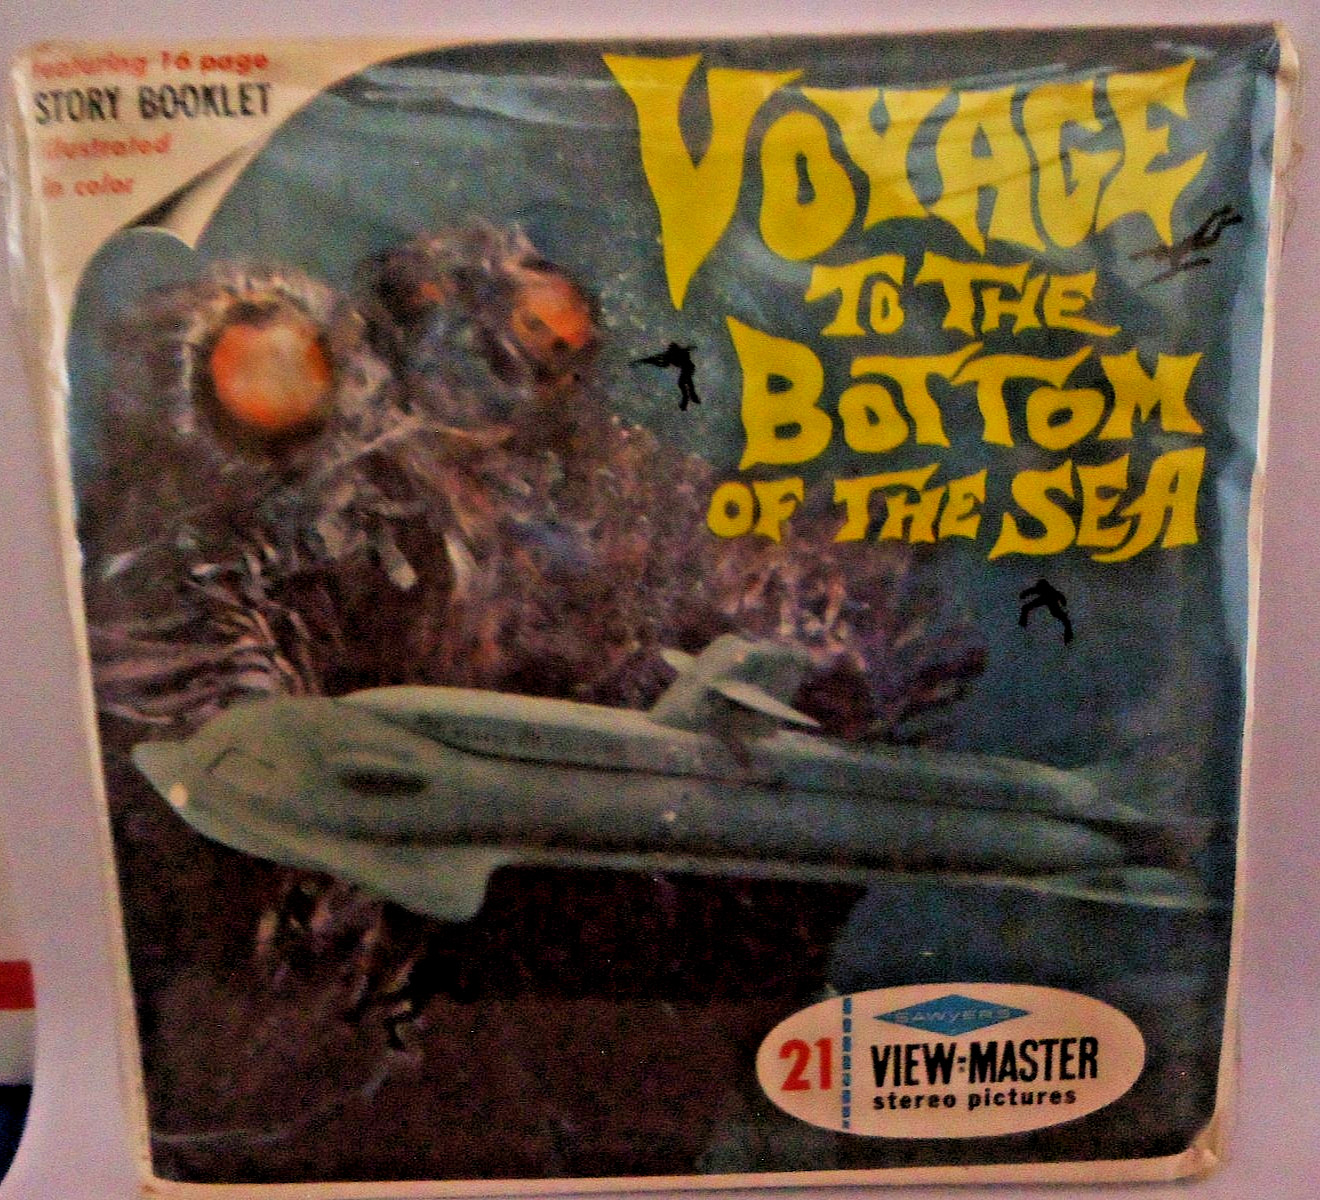 featuring 16 page
STORY BOOKLET
illustrated
in color
VOYAGE
TO THE
BOTTOM
OF THE SEA
21
SAWYER'S
VIEW-MASTER
stereo pictures